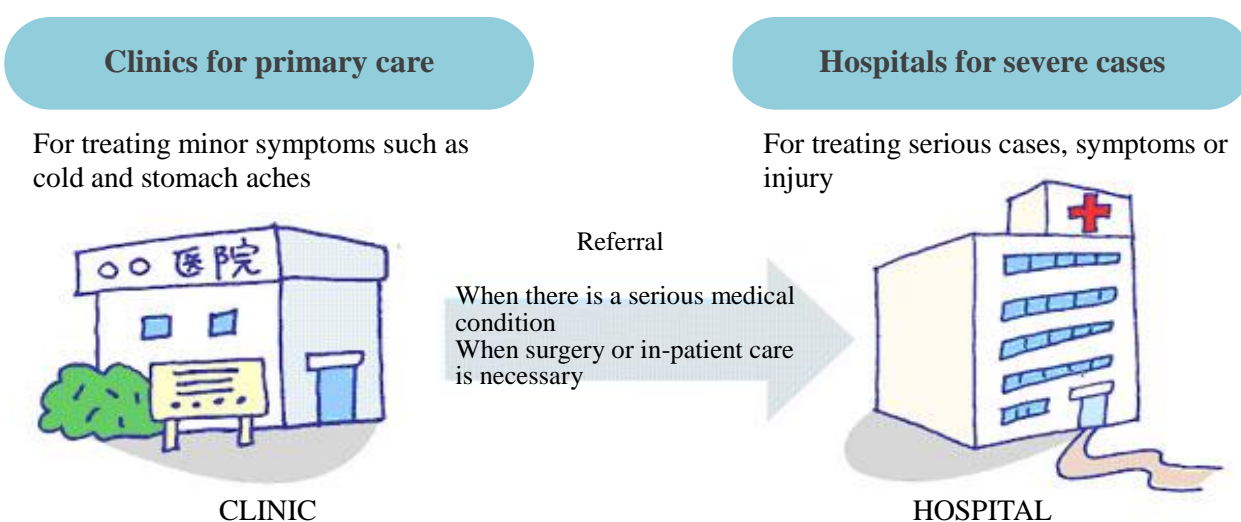 Clinics for primary care
Hospitals for severe cases
For treating minor symptoms such as
cold and stomach aches
For treating serious cases, symptoms or
injury
○○ 医院
Referral
When there is a serious medical
condition
When surgery or in-patient care
is necessary
CLINIC
HOSPITAL